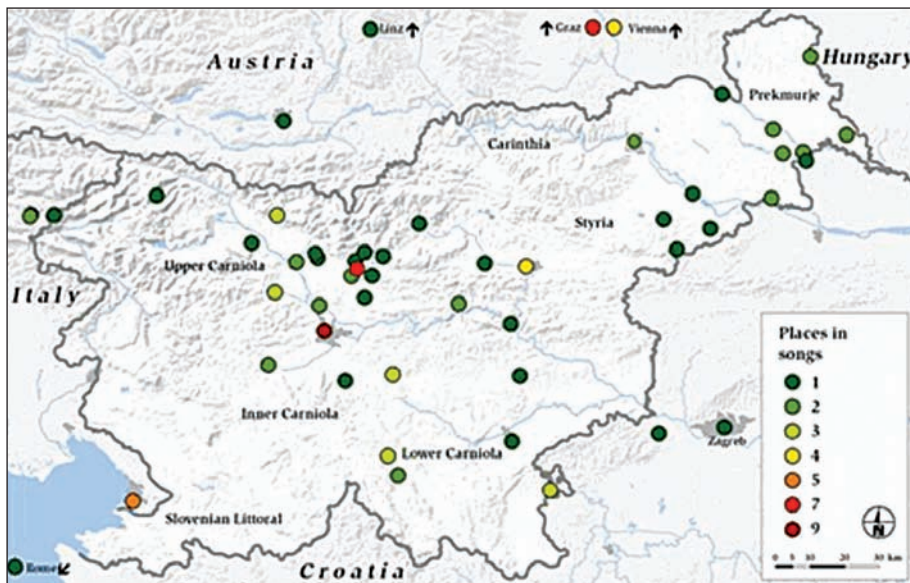 Linz
Graz
Vienna
Austria
Hungary
Prekmurje
Carinthia
Styria
Upper Carniola
Italy
Places in
songs
1
2
3
4
5
7
9
Inner Carniola
Lower Carniola
Zagreb
Slovenian Littoral
N
0 5 10 20 30 km
Rome
Croatia